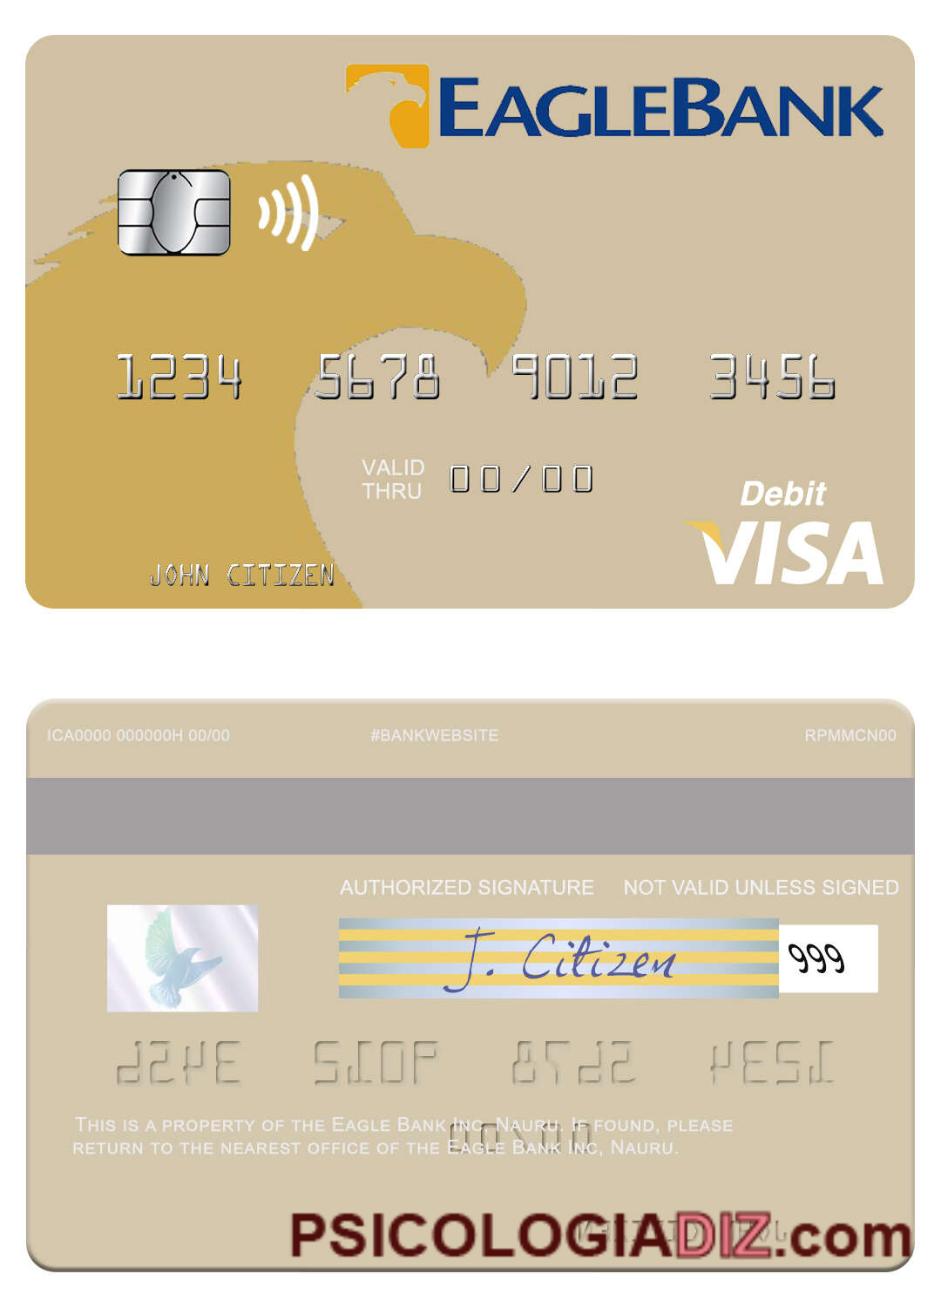 EAGLEBANK
1234 5678 9012 3456
VALID THRU 00/00
Debit
VISA
JOHN CITIZEN
ICA0000 000000H 00/00 #BANKWEBSITE RPMMCN00
AUTHORIZED SIGNATURE NOT VALID UNLESS SIGNED
J. Citizen 999
THIS IS A PROPERTY OF THE EAGLE BANK INC, NAURU. IF FOUND, PLEASE
RETURN TO THE NEAREST OFFICE OF THE EAGLE BANK INC, NAURU.
PSICOLOGIADIZ.com